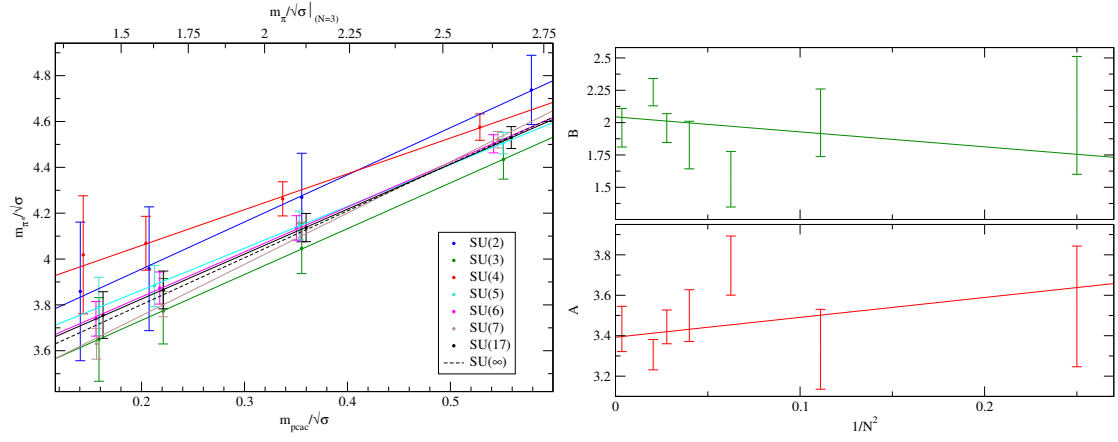 m_π/√σ|(N=3)
1.5 1.75 2 2.25 2.5 2.75
4.8
4.6
4.4
4.2
4
3.8
3.6
m_π*/√σ
SU(2)
SU(3)
SU(4)
SU(5)
SU(6)
SU(7)
SU(17)
SU(∞)
0.2 0.3 0.4 0.5
m_pcac/√σ
2.5
2.25
2
1.75
1.5
B
3.8
3.6
3.4
3.2
A
0 0.1 0.2
1/N²